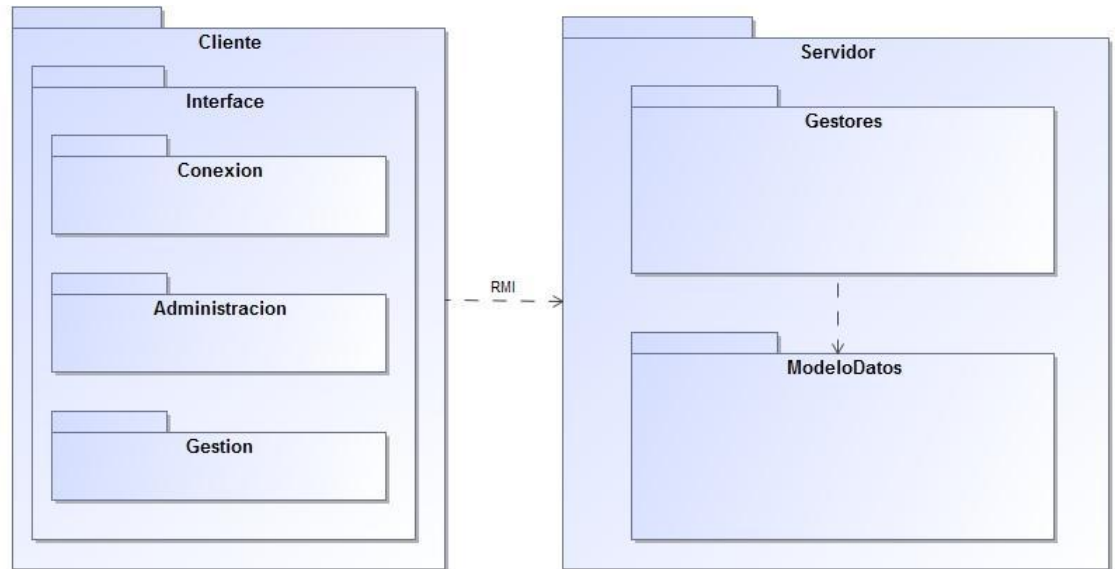 Cliente
Interface
Conexion
Administracion
Gestion
RMI
Servidor
Gestores
ModeloDatos